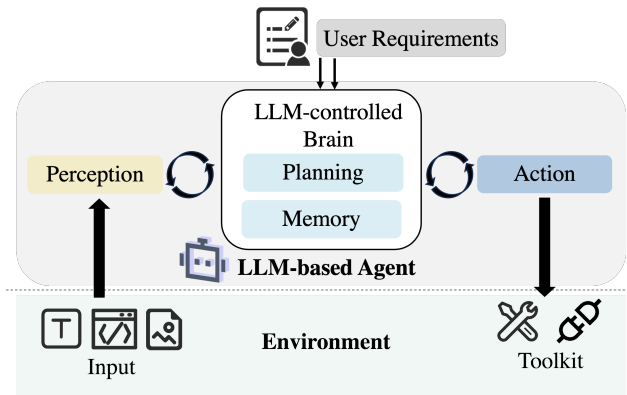 User Requirements
LLM-controlled
Brain
Perception
Planning
Action
Memory
LLM-based Agent
T
Input
Environment
Toolkit